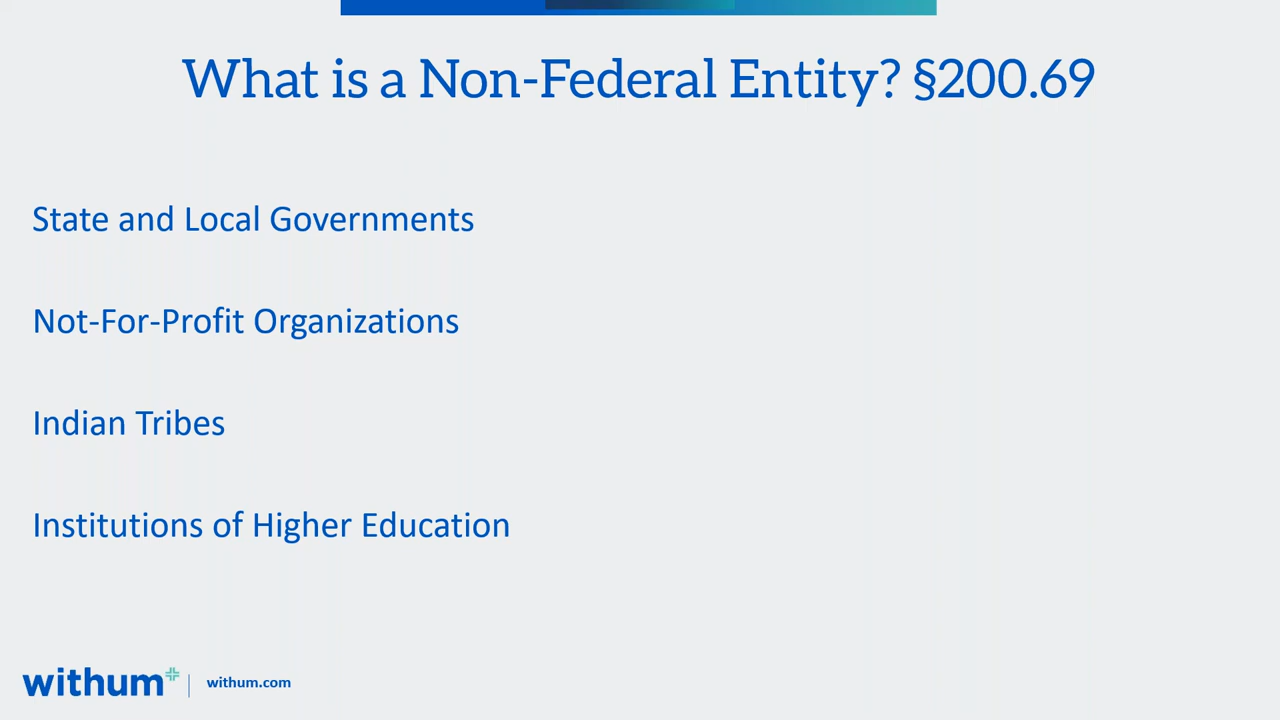 What is a Non-Federal Entity? §200.69
State and Local Governments
Not-For-Profit Organizations
Indian Tribes
Institutions of Higher Education
withum+ | withum.com